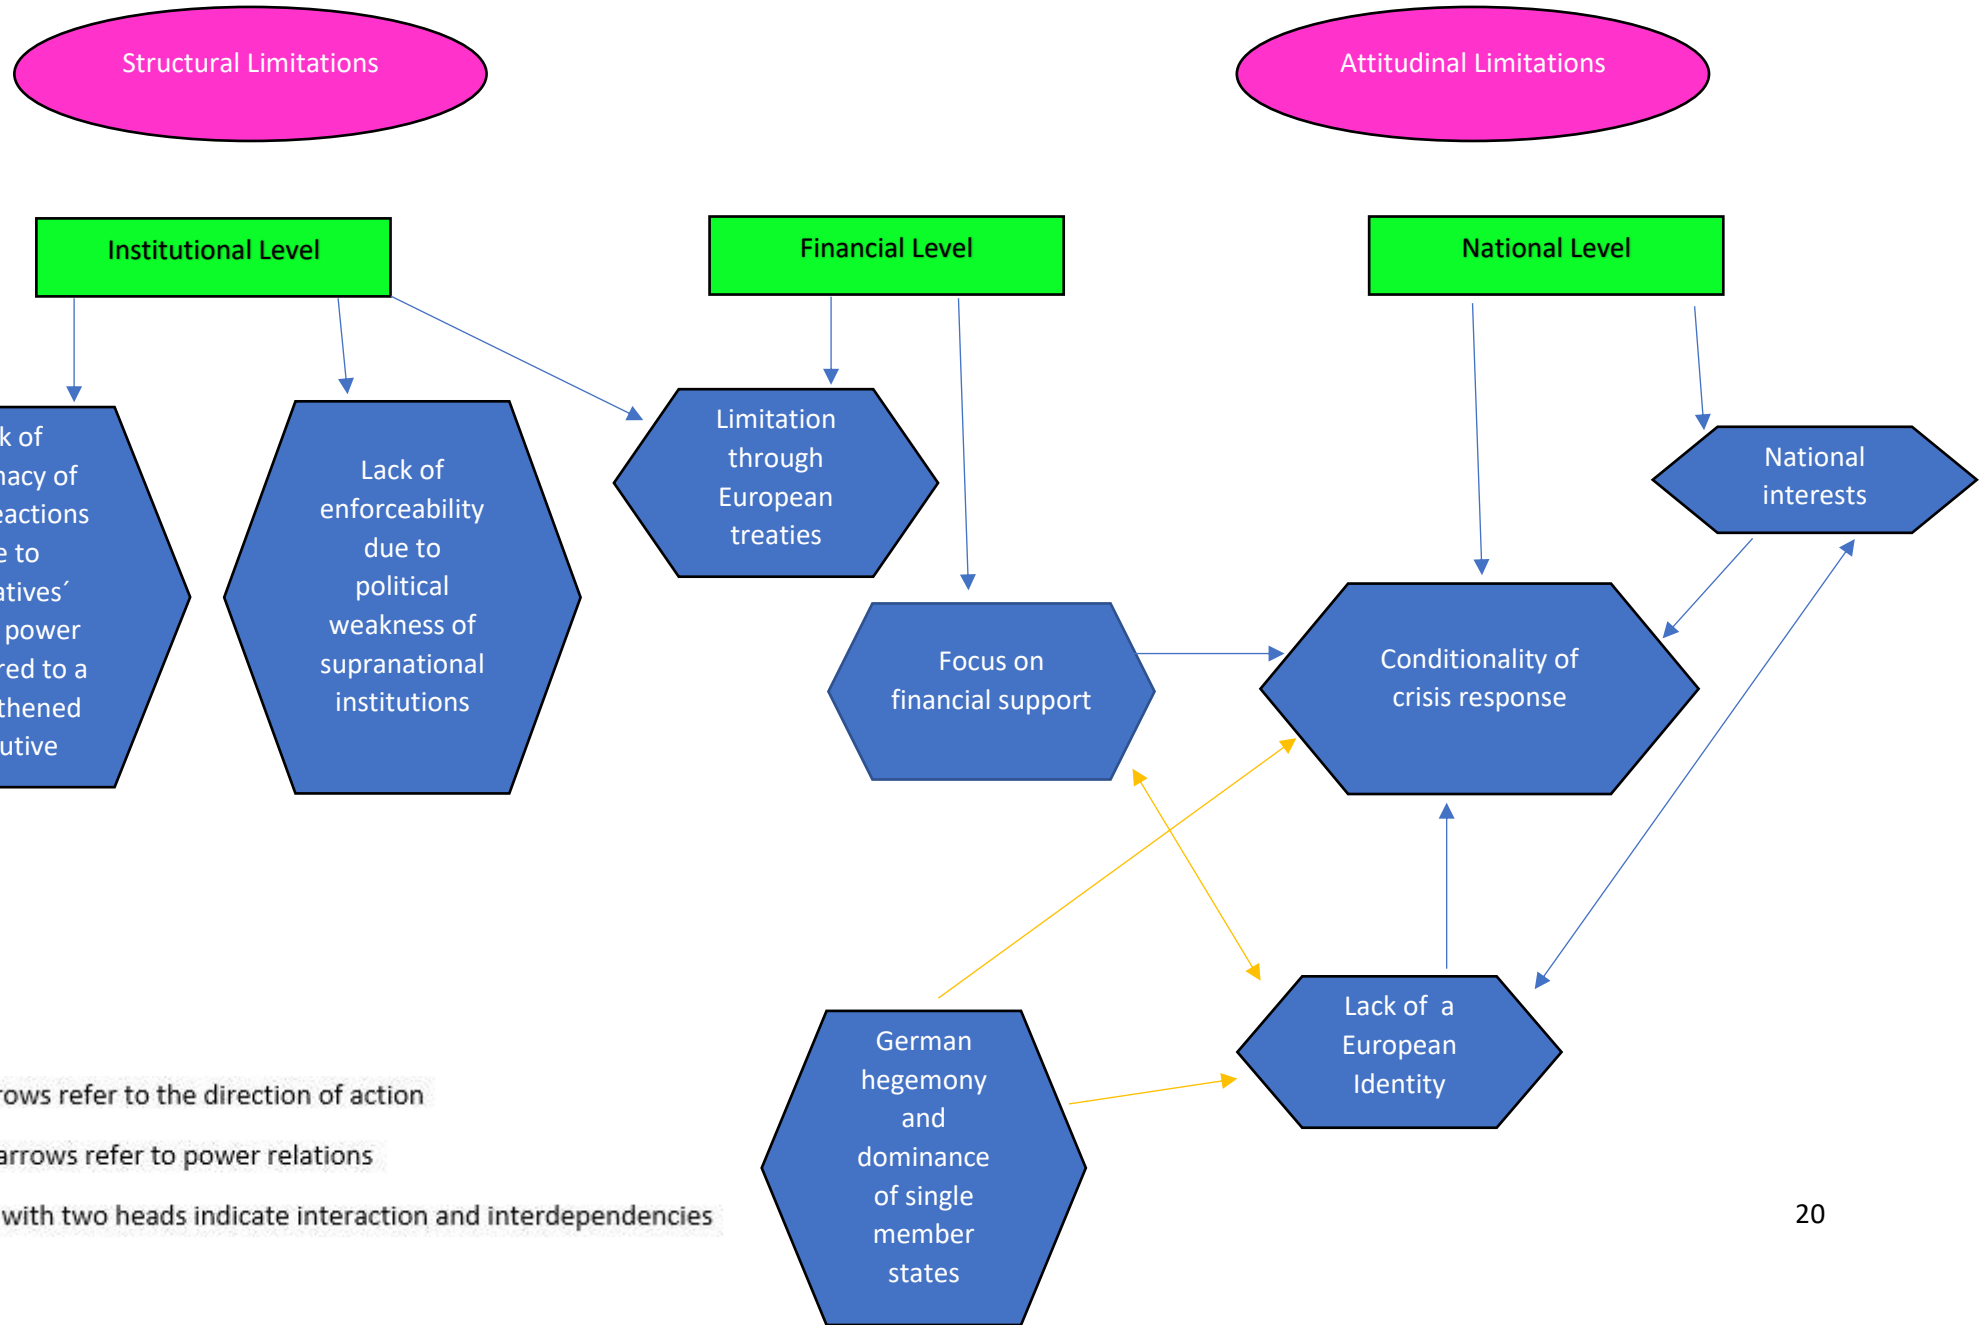 Structural Limitations
Attitudinal Limitations
Institutional Level
Financial Level
National Level
k of
nacy of
eactions
e to
atives´
power
red to a
thened
utive
Lack of
enforceability
due to
political
weakness of
supranational
institutions
Limitation
through
European
treaties
National
interests
Focus on
financial support
Conditionality of
crisis response
German
hegemony
and
dominance
of single
member
states
Lack of a
European
Identity
rows refer to the direction of action
arrows refer to power relations
with two heads indicate interaction and interdependencies
20